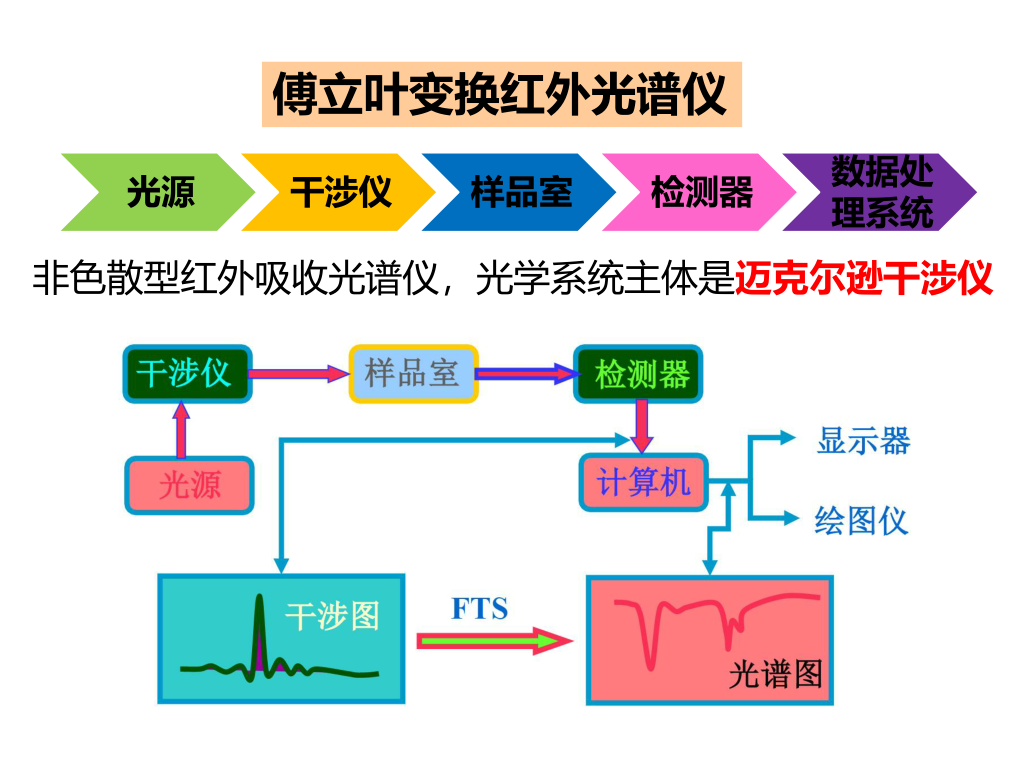 傅立叶变换红外光谱仪
光源
干涉仪
样品室
检测器
数据处
理系统
非色散型红外吸收光谱仪，光学系统主体是迈克尔逊干涉仪
干涉仪
样品室
检测器
光源
计算机
显示器
绘图仪
干涉图
FTS
光谱图